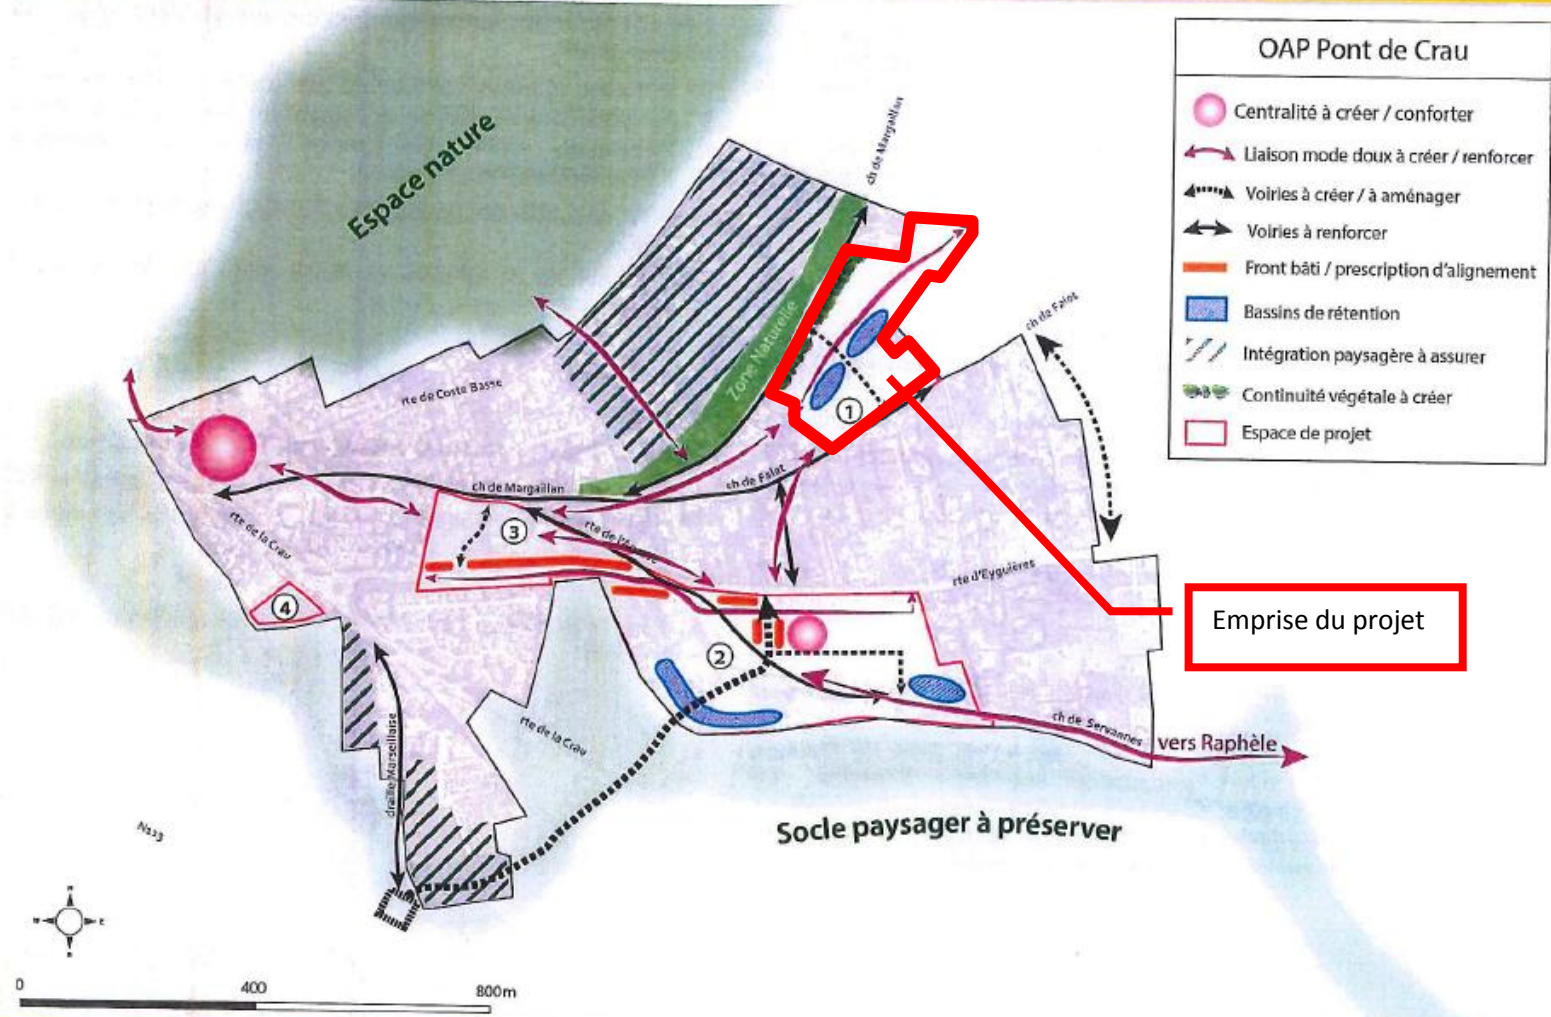 OAP Pont de Crau
Centralité à créer / conforter
Liaison mode doux à créer / renforcer
Voiries à créer / à aménager
Voiries à renforcer
Front bâti / prescription d'alignement
Bassins de rétention
Intégration paysagère à assurer
Continuité végétale à créer
Espace de projet
Espace nature
ch de Margaillan
Zone Naturelle
ch de Falot
rte de Coste Basse
1
ch de Margaillan
ch de Falot
rte de la Crau
3
rte de
rte d'Eyguières
4
Emprise du projet
2
rte de la Crau
draille Marseillaise
ch de Servannes
vers Raphèle
Socle paysager à préserver
N113
N
W
E
0
400
800m